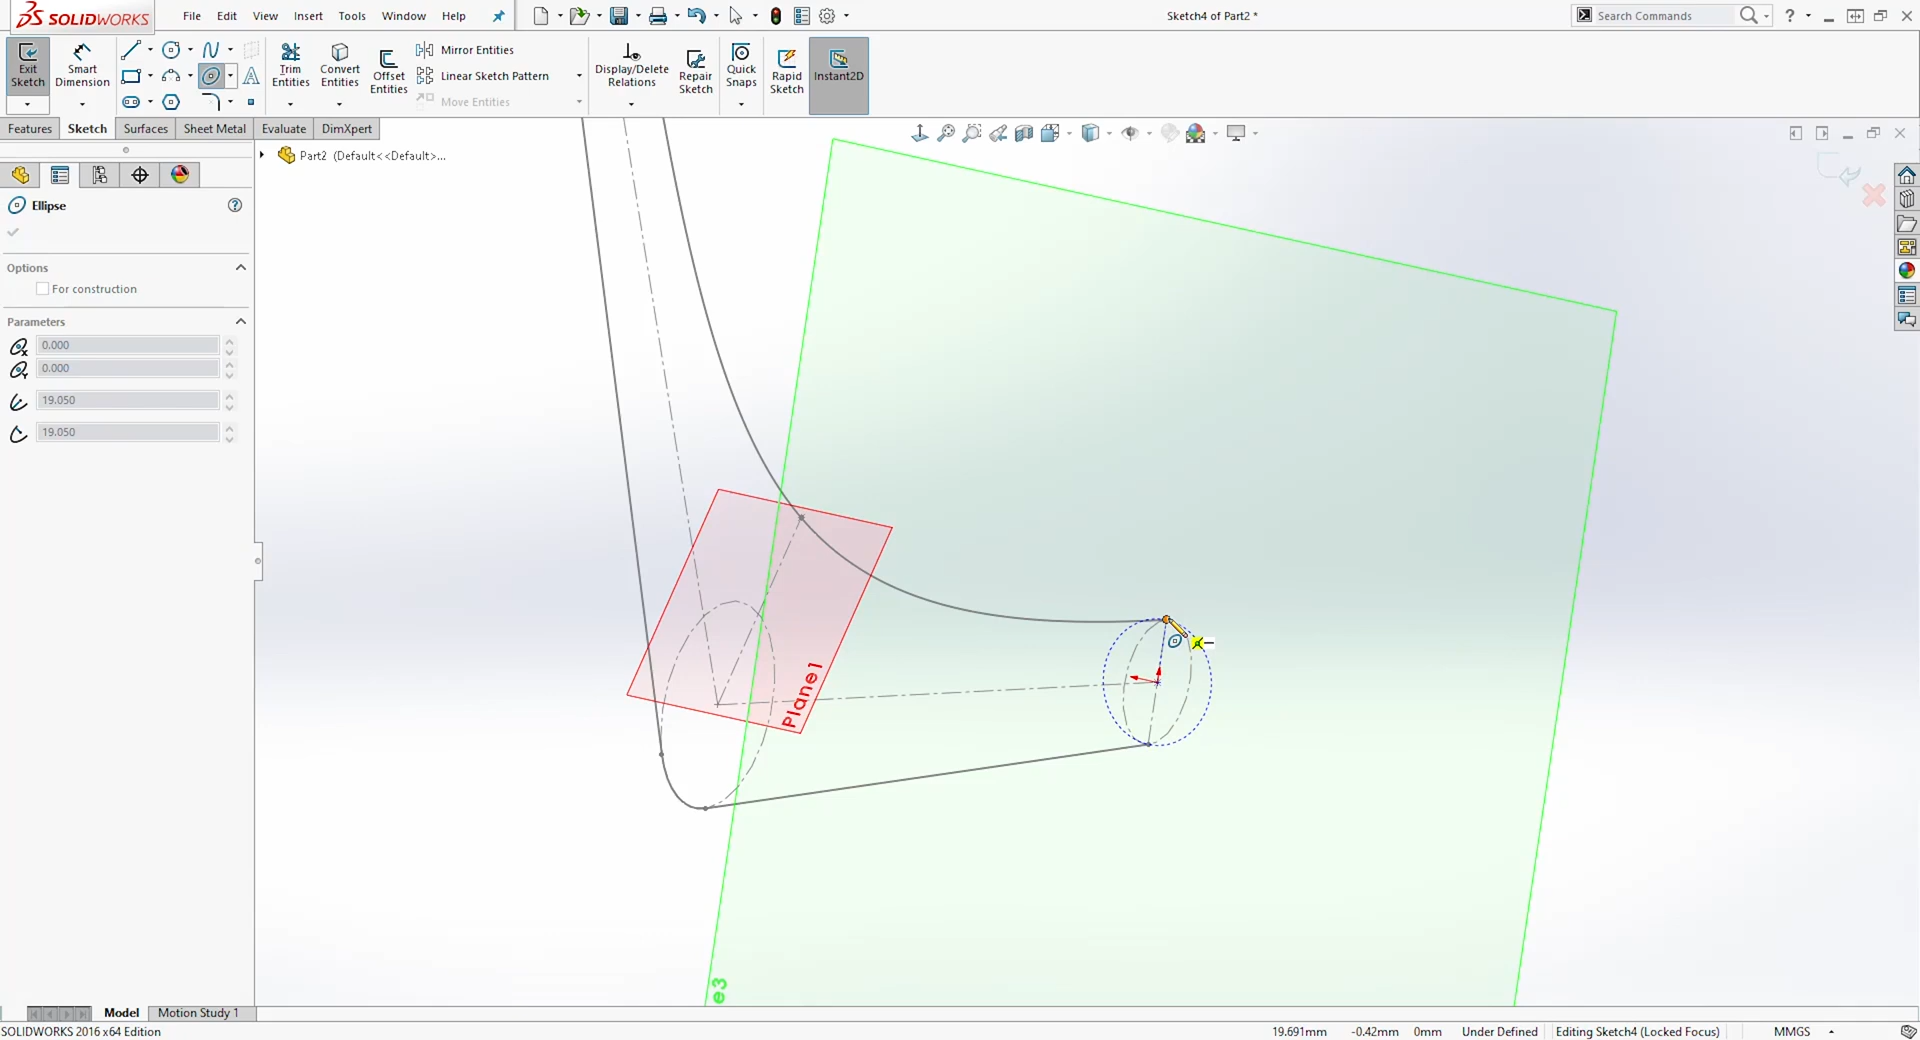 SOLIDWORKS
File Edit View Insert Tools Window Help
Sketch4 of Part2 *
Search Commands
Exit Sketch
Smart Dimension
Trim Entities
Convert Entities
Offset Entities
Mirror Entities
Linear Sketch Pattern
Move Entities
Display/Delete Relations
Repair Sketch
Quick Snaps
Rapid Sketch
Instant2D
Features Sketch Surfaces Sheet Metal Evaluate DimXpert
Part2 (Default<<Default>...
Ellipse
Options
For construction
Parameters
0.000
0.000
19.050
19.050
Plane1
e3
Model Motion Study 1
SOLIDWORKS 2016 x64 Edition
19.691mm -0.42mm 0mm Under Defined Editing Sketch4 (Locked Focus) MMGS